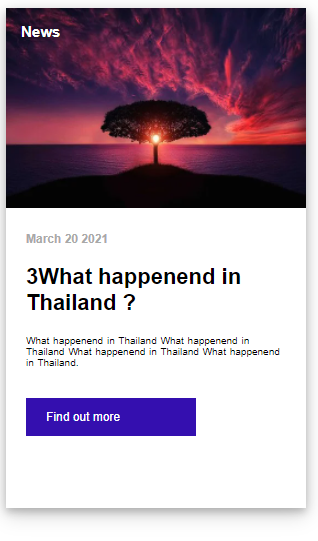 News
March 20 2021
3What happenend in
Thailand ?
What happenend in Thailand What happenend in
Thailand What happenend in Thailand What happenend
in Thailand.
Find out more